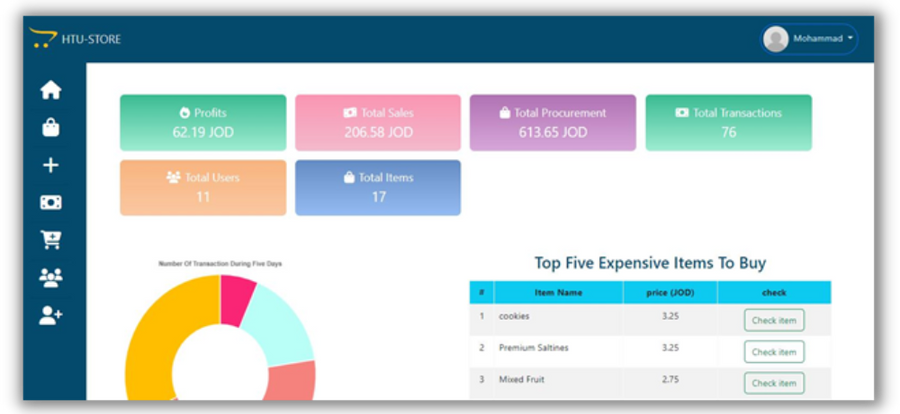 HTU-STORE
Mohammad
Profits
62.19 JOD
Total Sales
206.58 JOD
Total Procurement
613.65 JOD
Total Transactions
76
Total Users
11
Total Items
17
Number Of Transaction During Five Days
Top Five Expensive Items To Buy
# Item Name price (JOD) check
1 cookies 3.25 Check item
2 Premium Saltines 3.25 Check item
3 Mixed Fruit 2.75 Check item